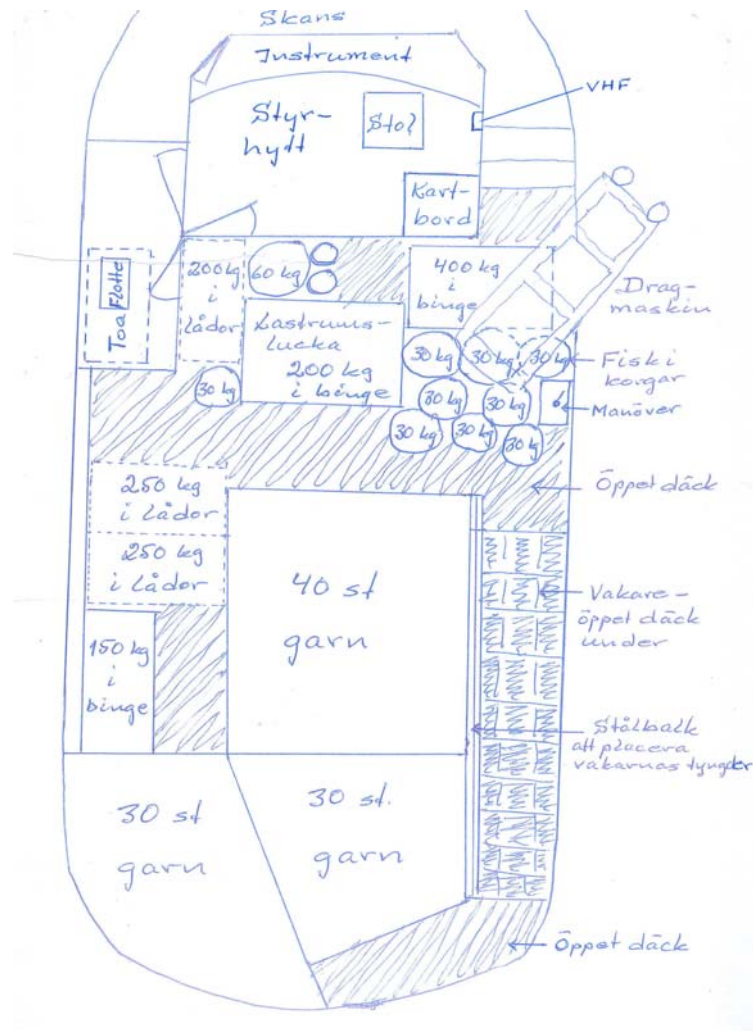 Skans
Instrument
VHF
Styr-
hytt
Stol
Kart-
bord
Toa
Flotte
200 kg
i
lådor
60 kg
400 kg
i
binge
Drag-
maskin
Lastrums-
lucka
200 kg
i binge
30 kg
30 kg
30 kg
30 kg
Fisk i
korgar
30 kg
30 kg
Manöver
30 kg
30 kg
30 kg
Öppet däck
250 kg
i lådor
250 kg
i lådor
40 st
garn
Vakare -
öppet däck
under
150 kg
i
binge
Stålbalk
att placera
vakarnas tyngder
30 st
garn
30 st.
garn
Öppet däck